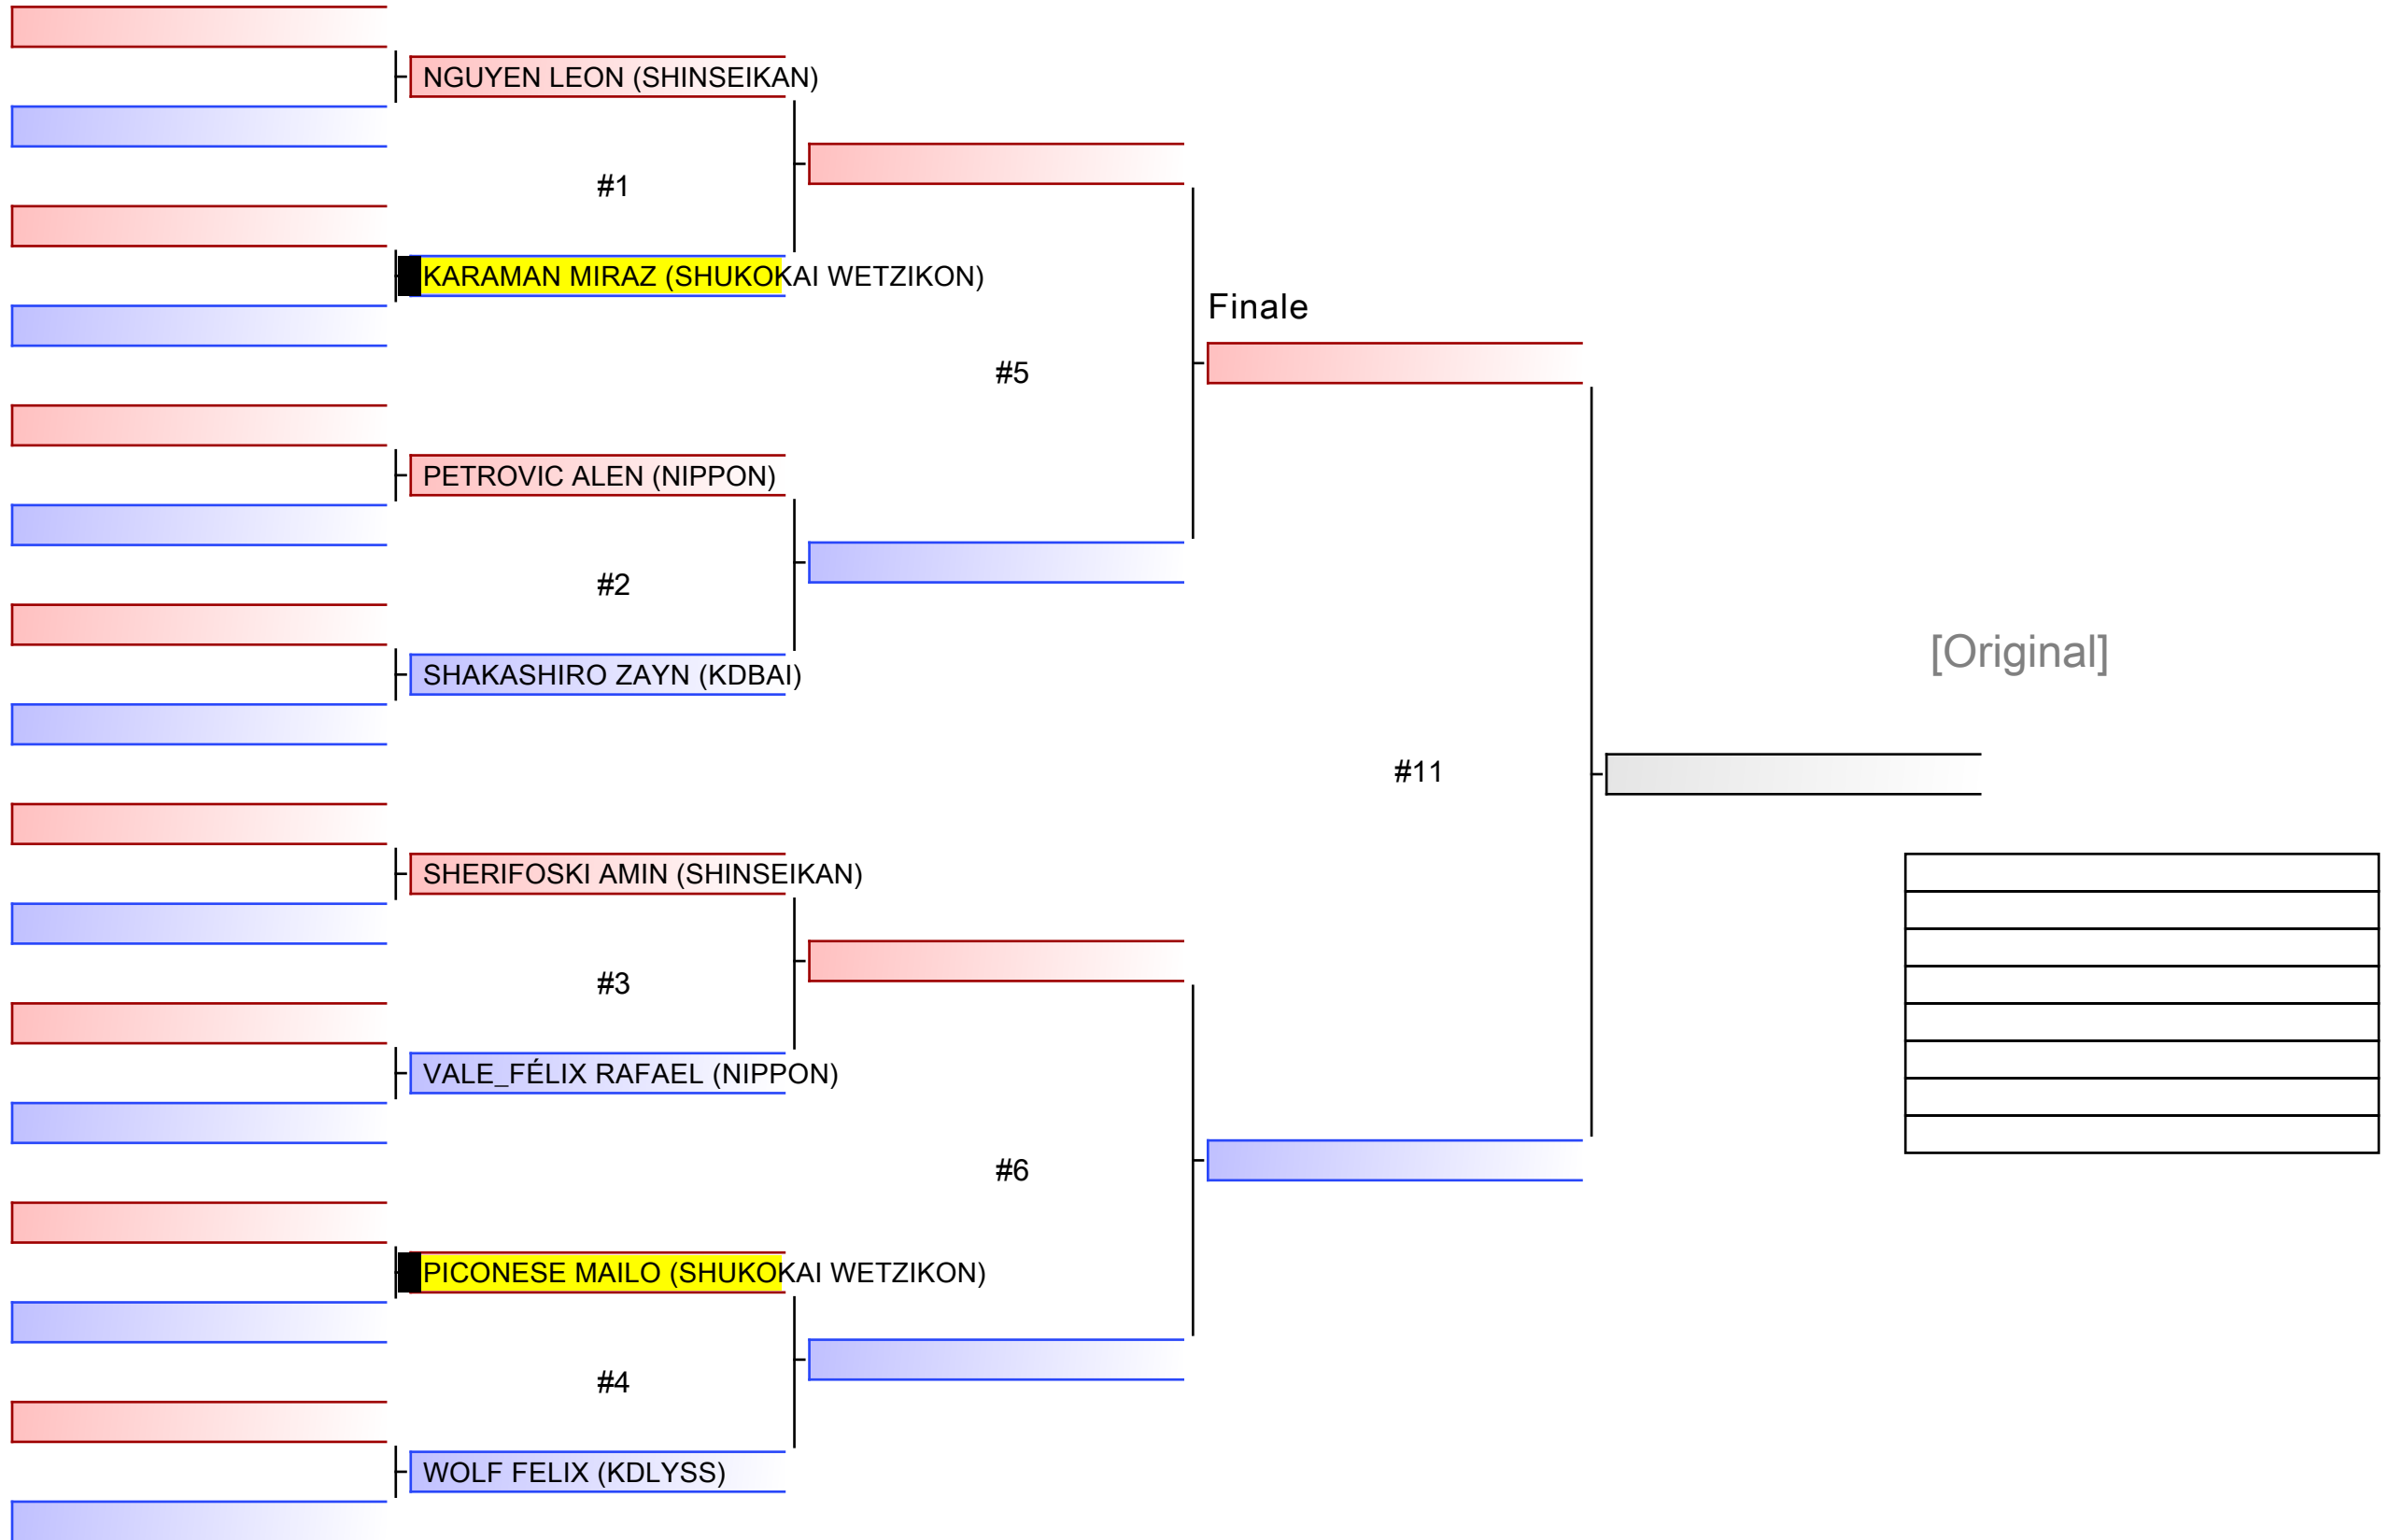 NGUYEN LEON (SHINSEIKAN)
#1
KARAMAN MIRAZ (SHUKOKAI WETZIKON)
Finale
#5
PETROVIC ALEN (NIPPON)
#2
[Original]
SHAKASHIRO ZAYN (KDBAI)
#11
SHERIFOSKI AMIN (SHINSEIKAN)
#3
VALE_FÉLIX RAFAEL (NIPPON)
#6
PICONESE MAILO (SHUKOKAI WETZIKON)
#4
WOLF FELIX (KDLYSS)